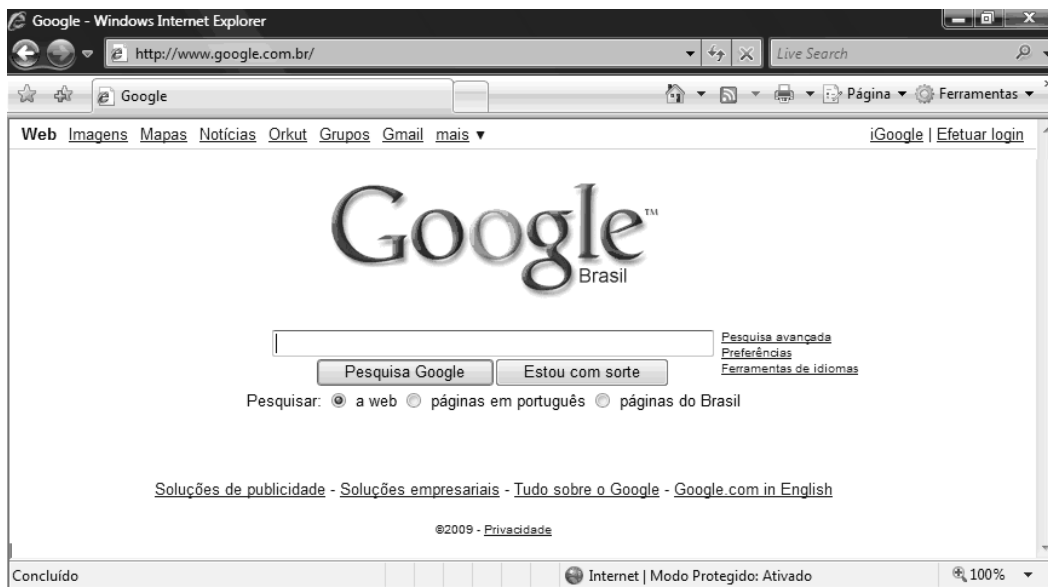 Google - Windows Internet Explorer
http://www.google.com.br/
Live Search
Google
Página
Ferramentas
Web Imagens Mapas Notícias Orkut Grupos Gmail mais ▼
iGoogle | Efetuar login
Google™
Brasil
Pesquisa avançada
Preferências
Ferramentas de idiomas
Pesquisa Google
Estou com sorte
Pesquisar: a web páginas em português páginas do Brasil
Soluções de publicidade - Soluções empresariais - Tudo sobre o Google - Google.com in English
©2009 - Privacidade
Concluído
Internet | Modo Protegido: Ativado
100%